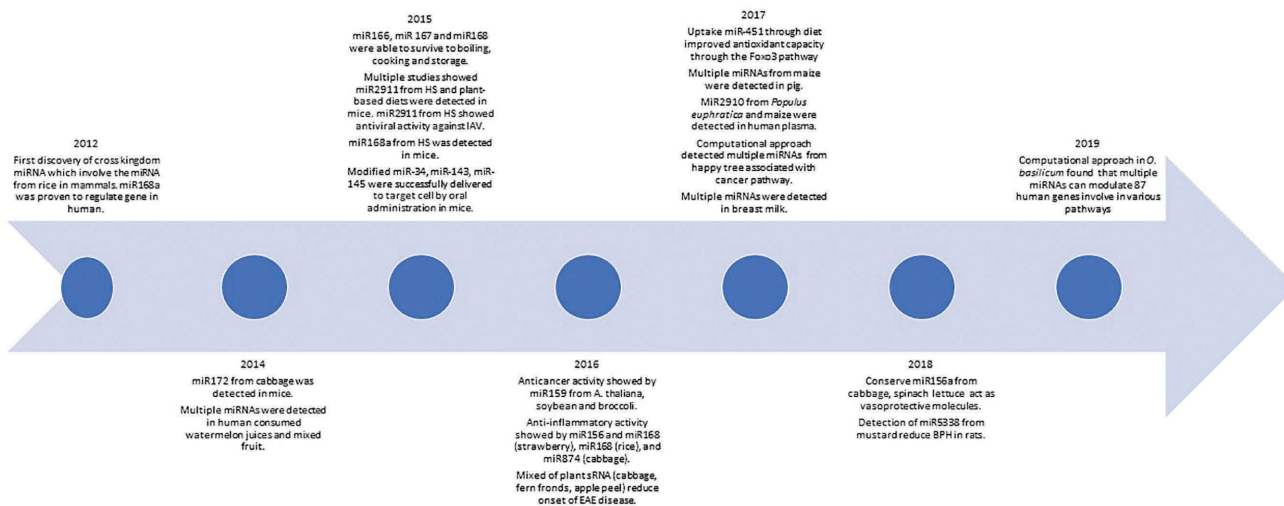 2012
First discovery of cross kingdom
miRNA which involve the miRNA
from rice in mammals. miR168a
was proven to regulate gene in
human.
2014
miR172 from cabbage was
detected in mice.
Multiple miRNAs were detected
in human consumed
watermelon juices and mixed
fruit.
2015
miR166, miR 167 and miR168
were able to survive to boiling,
cooking and storage.
Multiple studies showed
miR2911 from HS and plant-
based diets were detected in
mice. miR2911 from HS showed
antiviral activity against IAV.
miR168a from HS was detected
in mice.
Modified miR-34, miR-143, miR-
145 were successfully delivered
to target cell by oral
administration in mice.
2016
Anticancer activity showed by
miR159 from A. thaliana,
soybean and broccoli.
Anti-inflammatory activity
showed by miR156 and miR168
(strawberry), miR168 (rice), and
miR874 (cabbage).
Mixed of plant sRNA (cabbage,
fern fronds, apple peel) reduce
onset of EAE disease.
2017
Uptake miR-451 through diet
improved antioxidant capacity
through the Foxo3 pathway
Multiple miRNAs from maize
were detected in pig.
MiR2910 from Populus
euphratica and maize were
detected in human plasma.
Computational approach
detected multiple miRNAs from
happy tree associated with
cancer pathway.
Multiple miRNAs were detected
in breast milk.
2018
Conserve miR156a from
cabbage, spinach lettuce act as
vasoprotective molecules.
Detection of miR5338 from
mustard reduce BPH in rats.
2019
Computational approach in O.
basilicum found that multiple
miRNAs can modulate 87
human genes involve in various
pathways